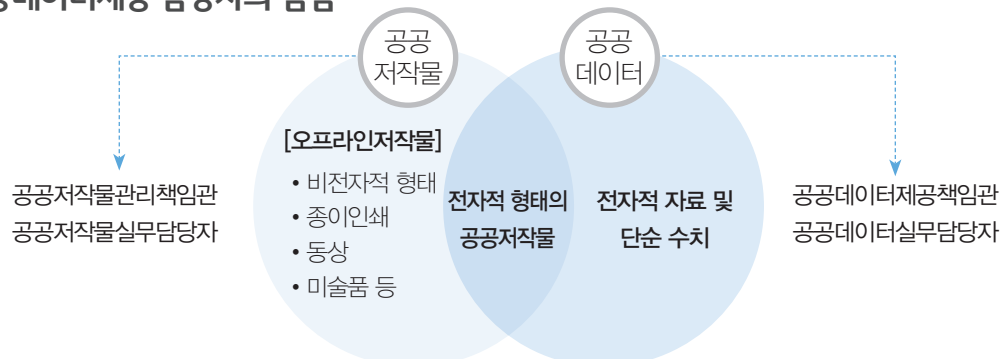 공공
저작물
공공
데이터
[오프라인저작물]
• 비전자적 형태
• 종이인쇄
• 동상
• 미술품 등
전자적 형태의
공공저작물
전자적 자료 및
단순 수치
공공저작물관리책임관
공공저작물실무담당자
공공데이터제공책임관
공공데이터실무담당자